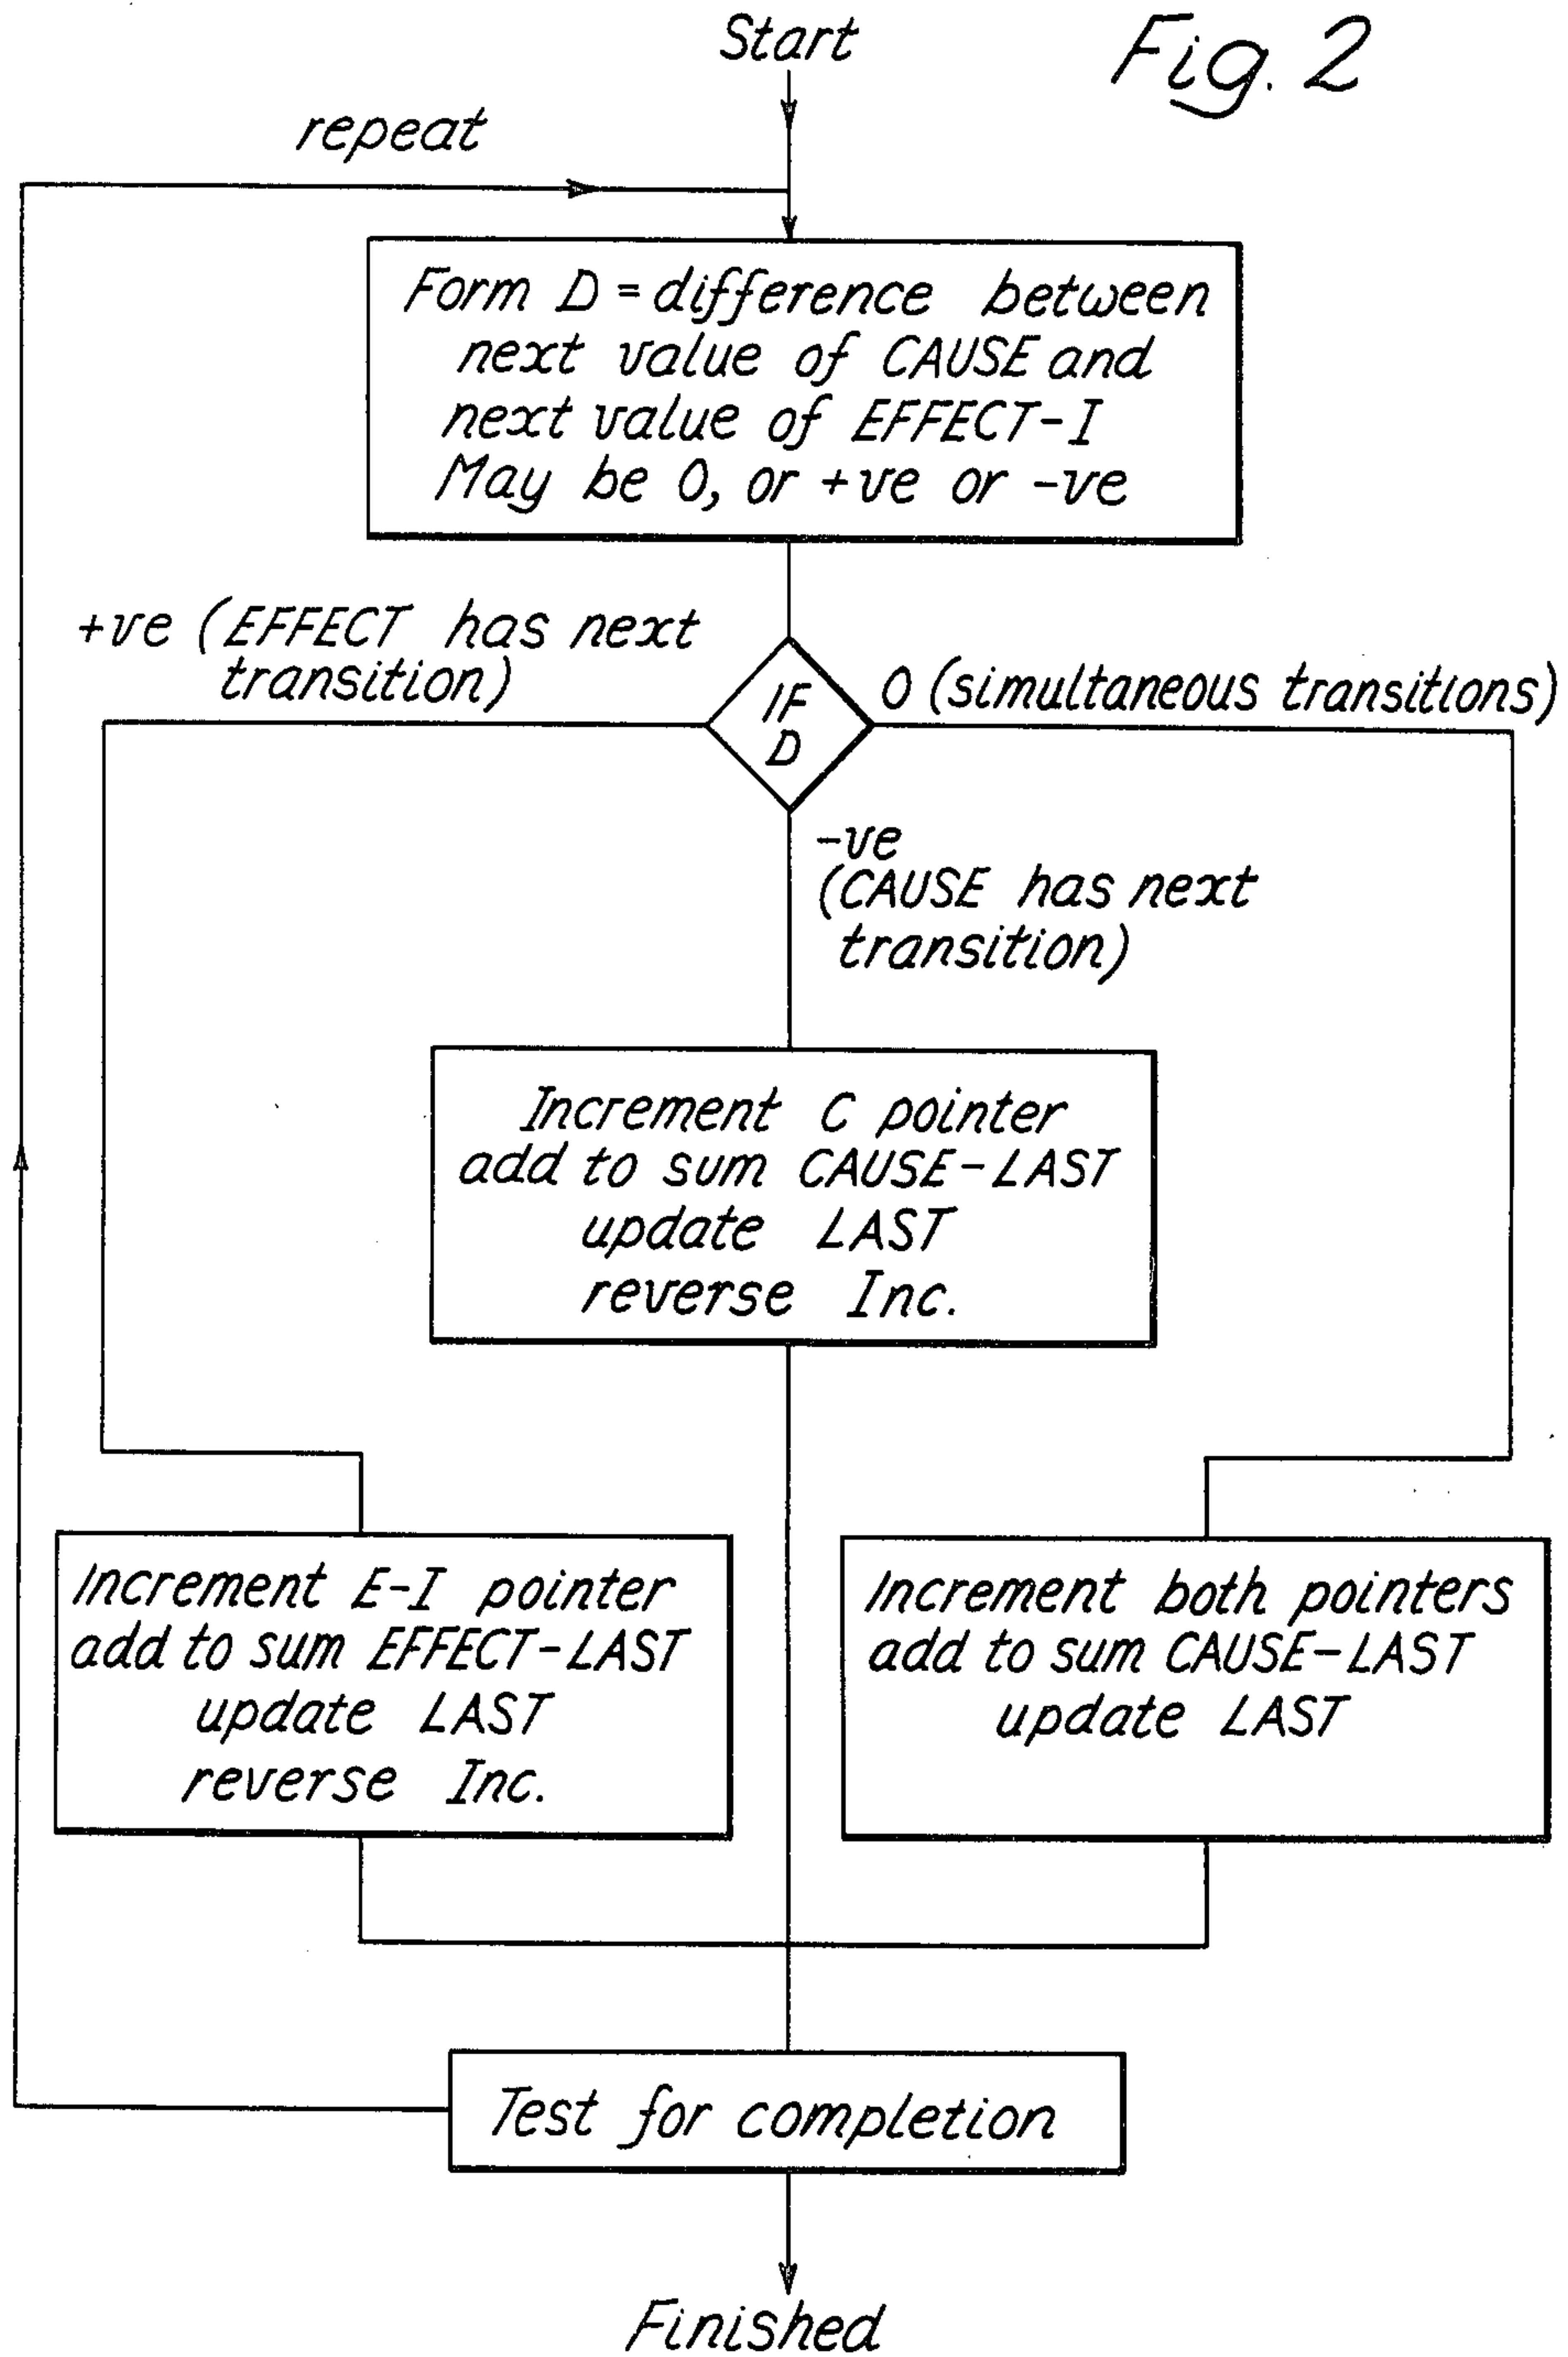 Start
Fig. 2
repeat
Form D = difference between
next value of CAUSE and
next value of EFFECT-I
May be 0, or +ve or -ve
+ve (EFFECT has next
transition)
IF
D
0 (simultaneous transitions)
-ve
(CAUSE has next
transition)
Increment C pointer
add to sum CAUSE-LAST
update LAST
reverse Inc.
Increment E-I pointer
add to sum EFFECT-LAST
update LAST
reverse Inc.
Increment both pointers
add to sum CAUSE-LAST
update LAST
Test for completion
Finished